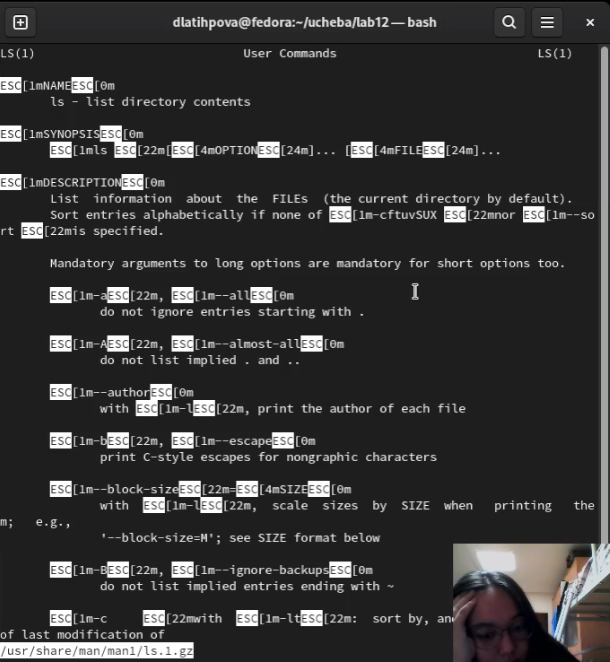 dlatihpova@fedora:~/ucheba/lab12 — bash
LS(1) User Commands LS(1)
ESC[1mNAMEESC[0m
ls - list directory contents
ESC[1mSYNOPSISESC[0m
ESC[1mls ESC[22m[ESC[4mOPTIONESC[24m]... [ESC[4mFILEESC[24m]...
ESC[1mDESCRIPTIONESC[0m
List information about the FILEs (the current directory by default).
Sort entries alphabetically if none of ESC[1m-cftuvSUX ESC[22mnor ESC[1m--so
rt ESC[22mis specified.
Mandatory arguments to long options are mandatory for short options too.
ESC[1m-aESC[22m, ESC[1m--allESC[0m
do not ignore entries starting with .
ESC[1m-AESC[22m, ESC[1m--almost-allESC[0m
do not list implied . and ..
ESC[1m--authorESC[0m
with ESC[1m-lESC[22m, print the author of each file
ESC[1m-bESC[22m, ESC[1m--escapeESC[0m
print C-style escapes for nongraphic characters
ESC[1m--block-sizeESC[22m=ESC[4mSIZEESC[0m
with ESC[1m-lESC[22m, scale sizes by SIZE when printing the
m; e.g.,
'--block-size=M'; see SIZE format below
ESC[1m-BESC[22m, ESC[1m--ignore-backupsESC[0m
do not list implied entries ending with ~
ESC[1m-c ESC[22mwith ESC[1m-ltESC[22m: sort by,
of last modification of
/usr/share/man/man1/ls.1.gz